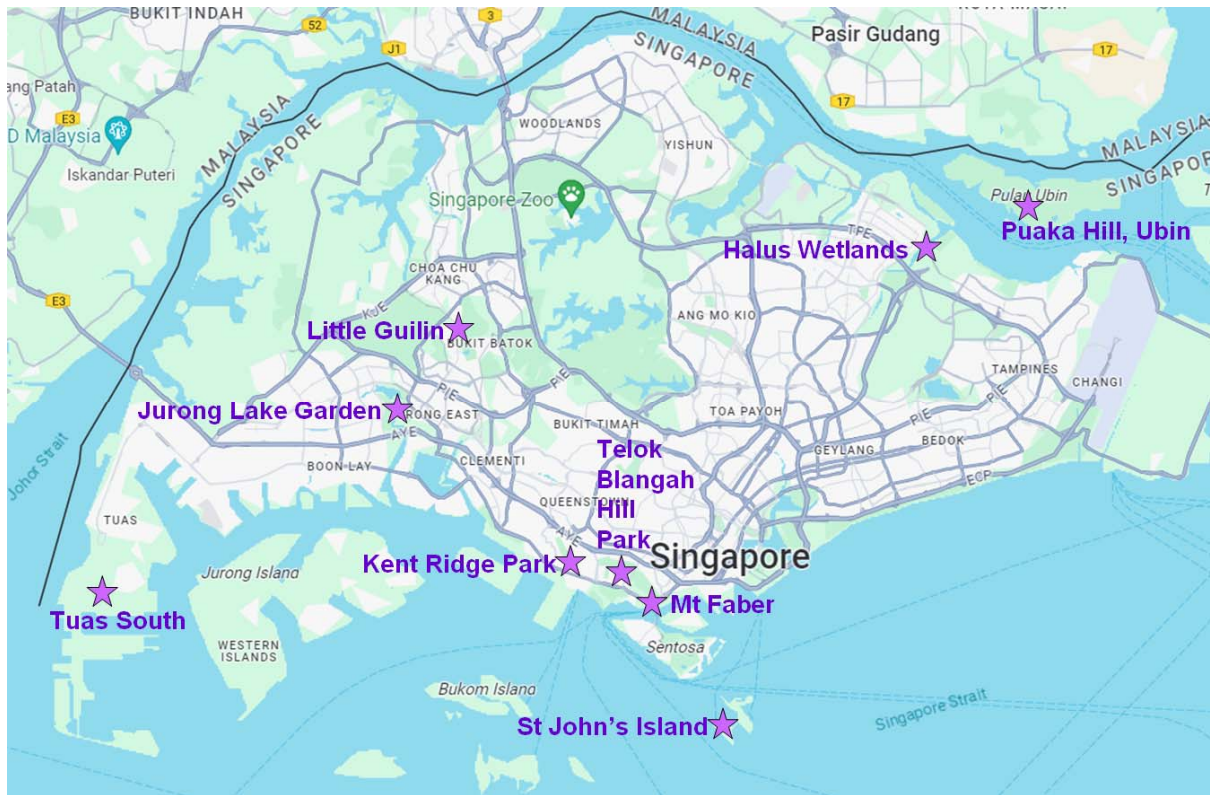 BUKIT INDAH
3
52
J1
MALAYSIA
SINGAPORE
Pasir Gudang
17
17
ang Patah
E3
D Malaysia
Iskandar Puteri
MALAYSIA
SINGAPORE
WOODLANDS
YISHUN
MALAYSIA
SINGAPOR
Singapore Zoo
Pulau Ubin
Puaka Hill, Ubin
TPE
Halus Wetlands
CHOA CHU
KANG
E3
KJE
Little Guilin
BUKIT BATOK
ANG MO KIO
TAMPINES
CHANGI
PIE
PIE
PIE
PIE
Jurong Lake Garden
RONG EAST
AYE
TOA PAYOH
BUKIT TIMAH
GEYLANG
BEDOK
ECP
Johor Strait
BOON LAY
CLEMENTI
Telok
Blangah
Hill
Park
QUEENSTOWN
TUAS
AYE
Kent Ridge Park
Singapore
Jurong Island
Tuas South
Mt Faber
WESTERN
ISLANDS
Sentosa
Bukom Island
St John's Island
Singapore Strait